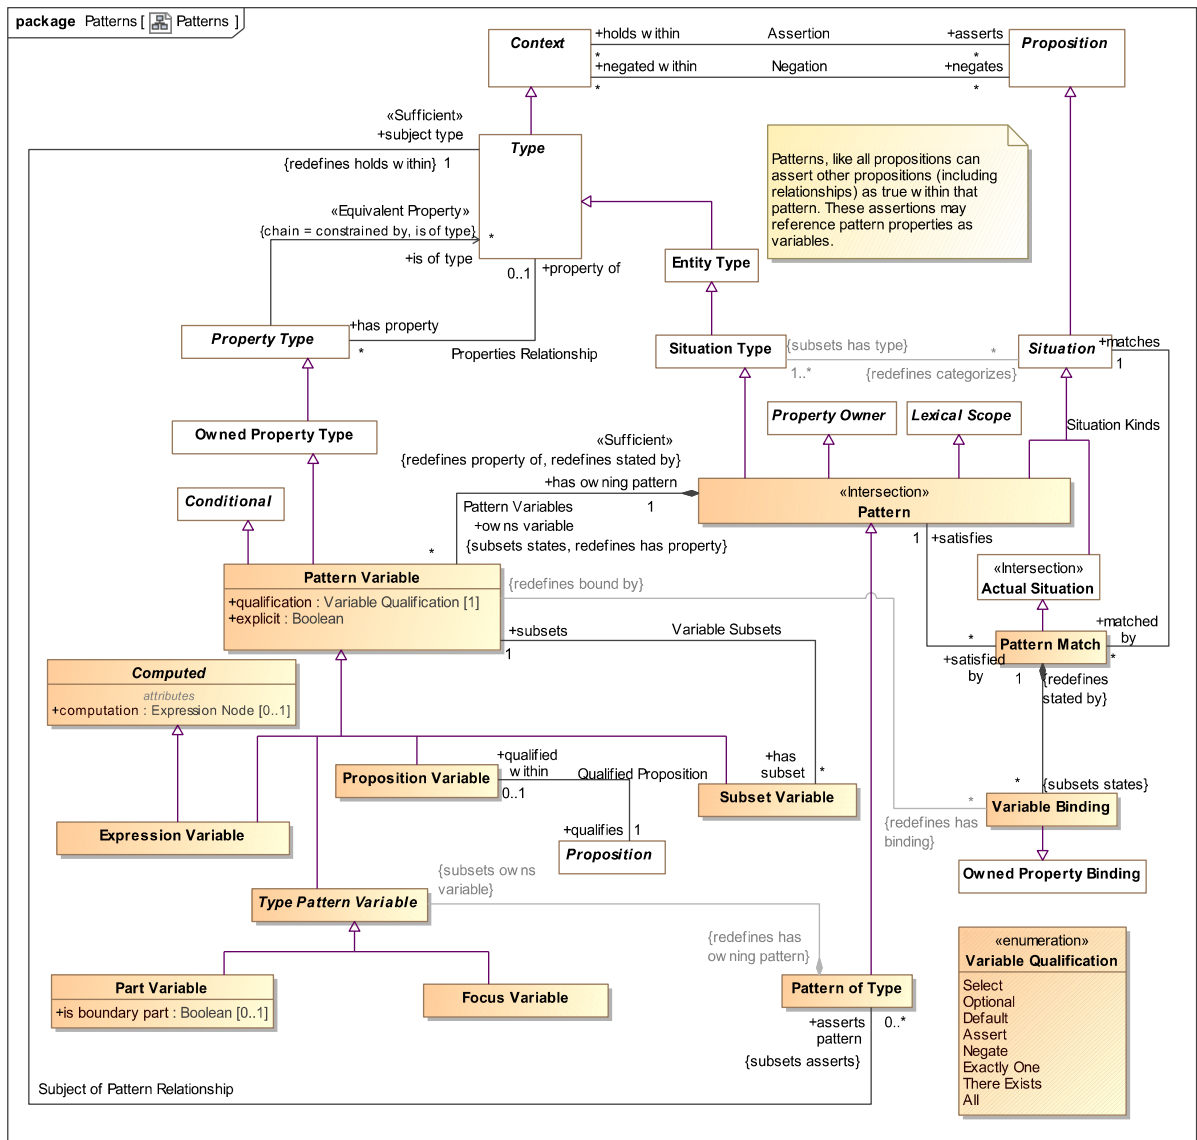 package Patterns [ Patterns ]
Context
+holds within
Assertion
+asserts
*
*
+negated within
Negation
+negates
*
*
Proposition
«Sufficient»
+subject type
{redefines holds within} 1
Type
Patterns, like all propositions can
assert other propositions (including
relationships) as true within that
pattern. These assertions may
reference pattern properties as
variables.
«Equivalent Property»
{chain = constrained by, is of type}
*
+is of type
0..1
+property of
Entity Type
Property Type
+has property
*
Properties Relationship
Situation Type
{subsets has type}
*
1..*
{redefines categorizes}
Situation
+matches
1
Property Owner
Lexical Scope
Situation Kinds
Owned Property Type
«Sufficient»
{redefines property of, redefines stated by}
+has owning pattern
1
Pattern Variables
+owns variable
{subsets states, redefines has property}
*
«Intersection»
Pattern
Conditional
1
+satisfies
«Intersection»
Actual Situation
Pattern Variable
+qualification : Variable Qualification [1]
+explicit : Boolean
{redefines bound by}
+subsets
1
Variable Subsets
+matched
by
*
Pattern Match
*
+satisfied
by
1
{redefines
stated by}
Computed
attributes
+computation : Expression Node [0..1]
+qualified
within
0..1
Qualified Proposition
+has
subset
*
Proposition Variable
Subset Variable
*
{subsets states}
*
Variable Binding
{redefines has
binding}
Expression Variable
+qualifies
1
Proposition
Owned Property Binding
{subsets owns
variable}
Type Pattern Variable
{redefines has
owning pattern}
«enumeration»
Variable Qualification
Select
Optional
Default
Assert
Negate
Exactly One
There Exists
All
Part Variable
+is boundary part : Boolean [0..1]
Focus Variable
Pattern of Type
+asserts
pattern
0..*
{subsets asserts}
Subject of Pattern Relationship